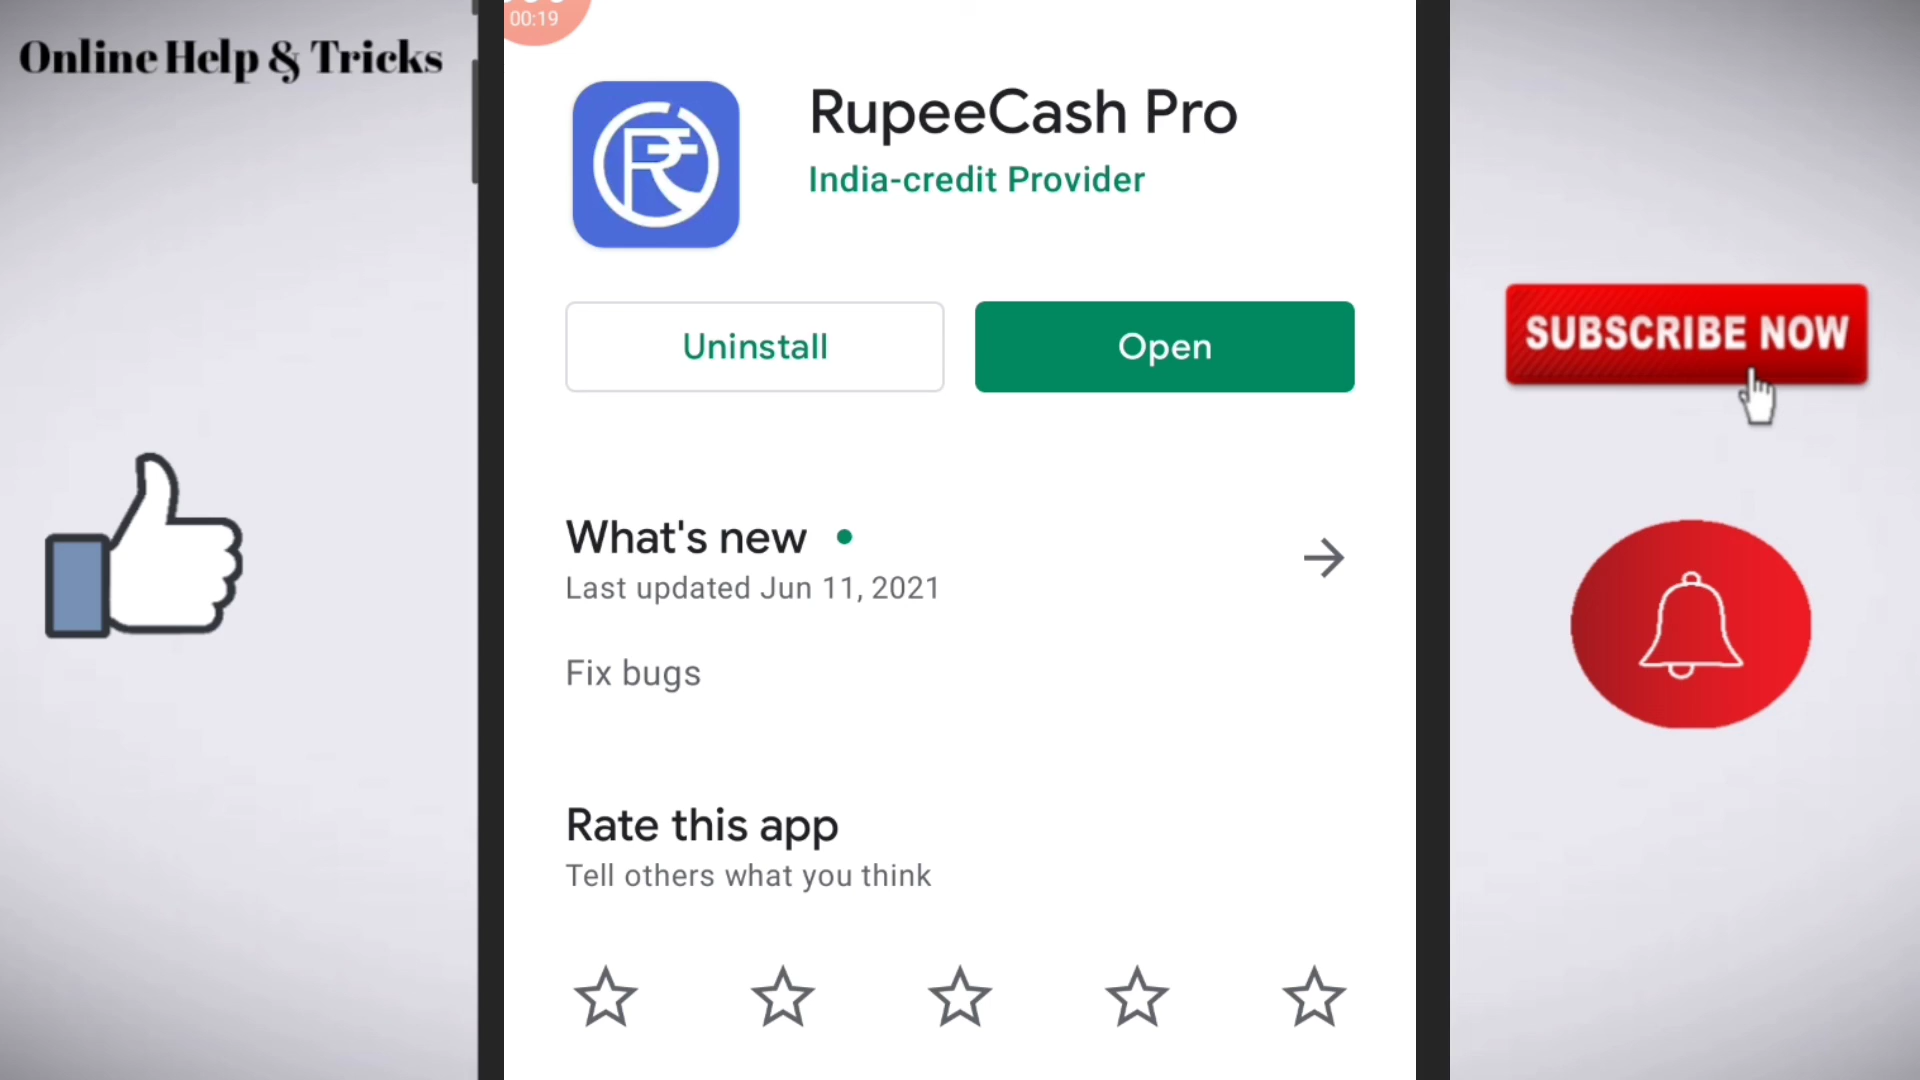 00:19
Online Help & Tricks
RupeeCash Pro
India-credit Provider
Uninstall
Open
SUBSCRIBE NOW
What's new
Last updated Jun 11, 2021
Fix bugs
Rate this app
Tell others what you think